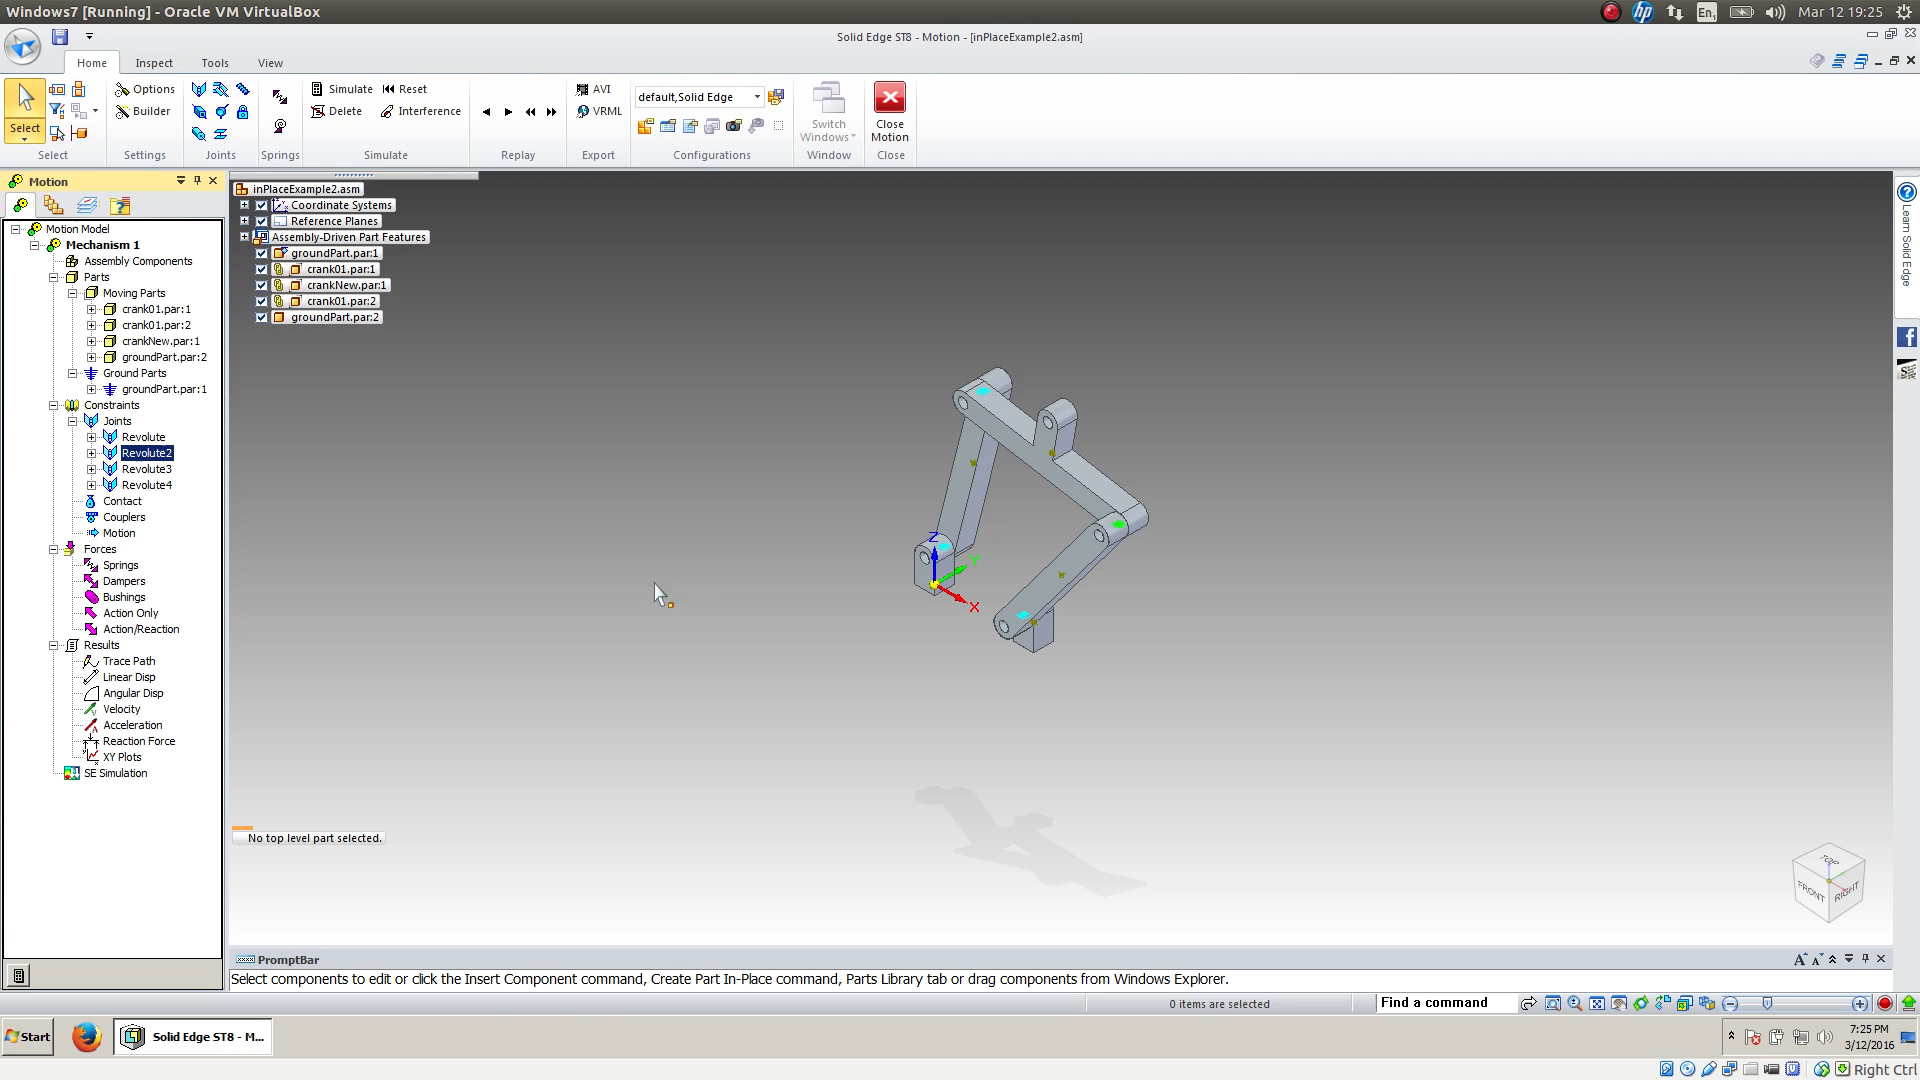 Windows7 [Running] - Oracle VM VirtualBox
En1
Mar 12 19:25
Solid Edge ST8 - Motion - [inPlaceExample2.asm]
Home
Inspect
Tools
View
Select
Options
Builder
Simulate
Reset
Delete
Interference
AVI
VRML
default,Solid Edge
Switch
Windows
Close
Motion
Select
Settings
Joints
Springs
Simulate
Replay
Export
Configurations
Window
Close
Motion
Motion Model
Mechanism 1
Assembly Components
Parts
Moving Parts
crank01.par:1
crank01.par:2
crankNew.par:1
groundPart.par:2
Ground Parts
groundPart.par:1
Constraints
Joints
Revolute
Revolute2
Revolute3
Revolute4
Contact
Couplers
Motion
Forces
Springs
Dampers
Bushings
Action Only
Action/Reaction
Results
Trace Path
Linear Disp
Angular Disp
Velocity
Acceleration
Reaction Force
XY Plots
SE Simulation
inPlaceExample2.asm
Coordinate Systems
Reference Planes
Assembly-Driven Part Features
groundPart.par:1
crank01.par:1
crankNew.par:1
crank01.par:2
groundPart.par:2
Z
Y
X
No top level part selected.
TOP
FRONT
RIGHT
Learn Solid Edge
PromptBar
Select components to edit or click the Insert Component command, Create Part In-Place command, Parts Library tab or drag components from Windows Explorer.
0 items are selected
Find a command
Start
Solid Edge ST8 - M...
7:25 PM
3/12/2016
Right Ctrl